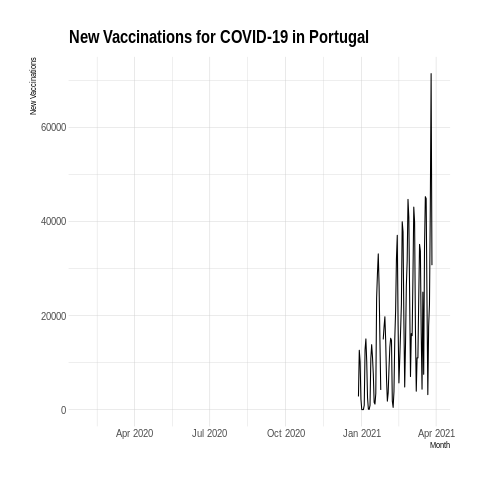 New Vaccinations for COVID-19 in Portugal
New Vaccinations
60000
40000
20000
0
Apr 2020 Jul 2020 Oct 2020 Jan 2021 Apr 2021
Month